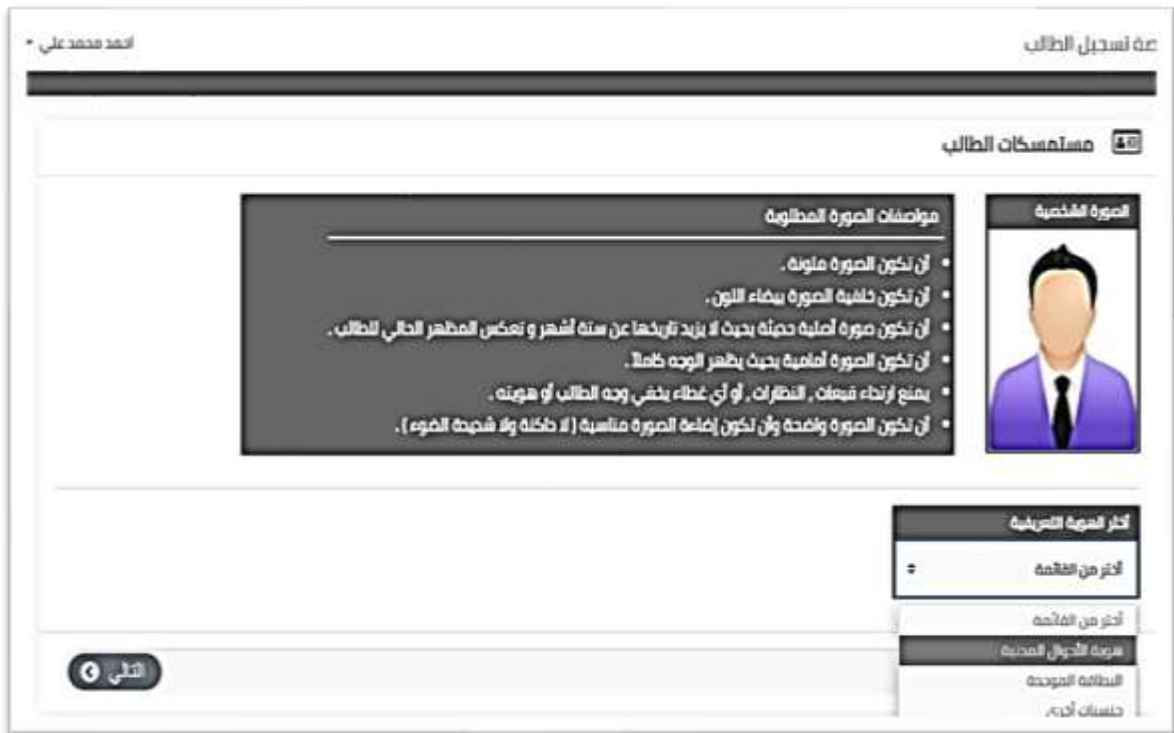 صة تسجيل الطالب
احمد محمد علي
مستمسكات الطالب
الصورة الشخصية
مواصفات الصورة المطلوبة
أن تكون الصورة ملونة .
أن تكون خلفية الصورة بيضاء اللون .
أن تكون صورة أصلية حديثة بحيث لا يزيد تاريخها عن ستة أشهر و تعكس المظهر الحالي للطالب .
أن تكون الصورة أمامية بحيث يظهر الوجه كاملاً .
يمنع ارتداء قبعات , النظارات , أو أي غطاء يخفي وجه الطالب أو هويته .
أن تكون الصورة واضحة وأن تكون إضاءة الصورة مناسبة ( لا داكنة ولا شديدة الضوء ) .
أختر الهوية التعريفية
أختر من القائمة
أختر من القائمة
هوية الأحوال المدنية
البطاقة الموحدة
جنسيات أخرى
التالي